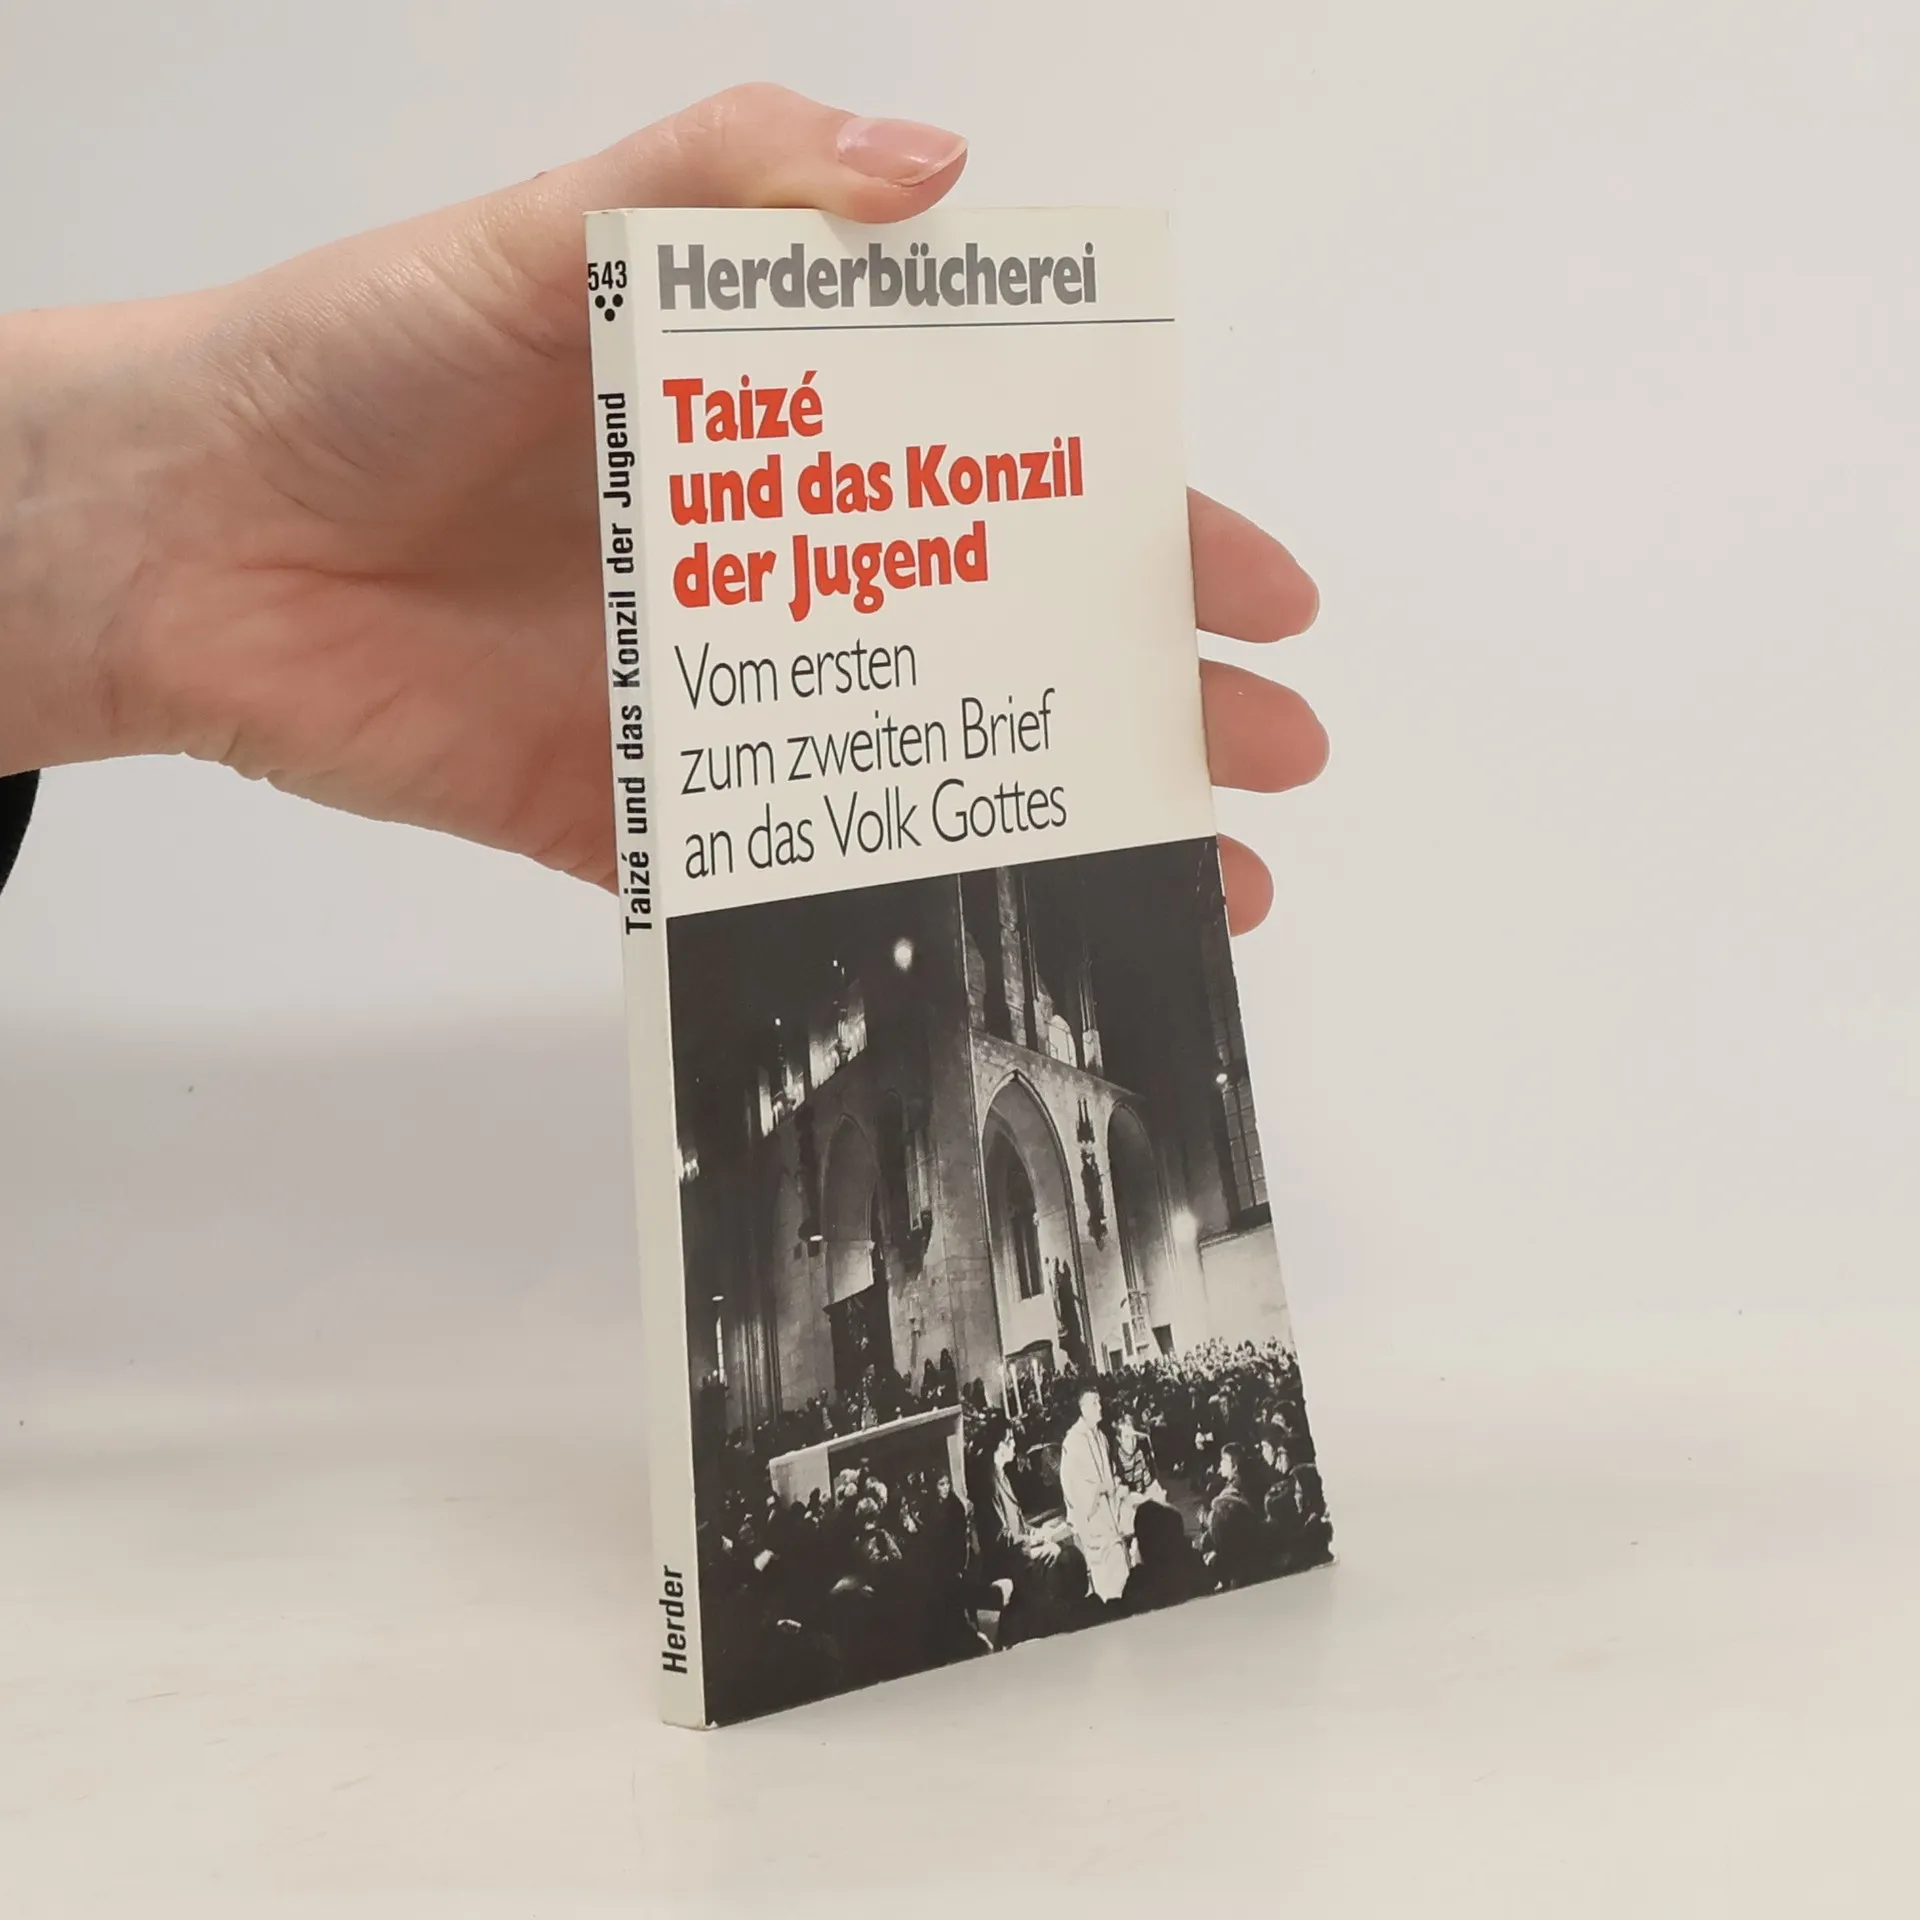 543
Taizé und das Konzil der Jugend
Herder
Herderbücherei
Taizé
und das Konzil
der Jugend
Vom ersten
zum zweiten Brief
an das Volk Gottes